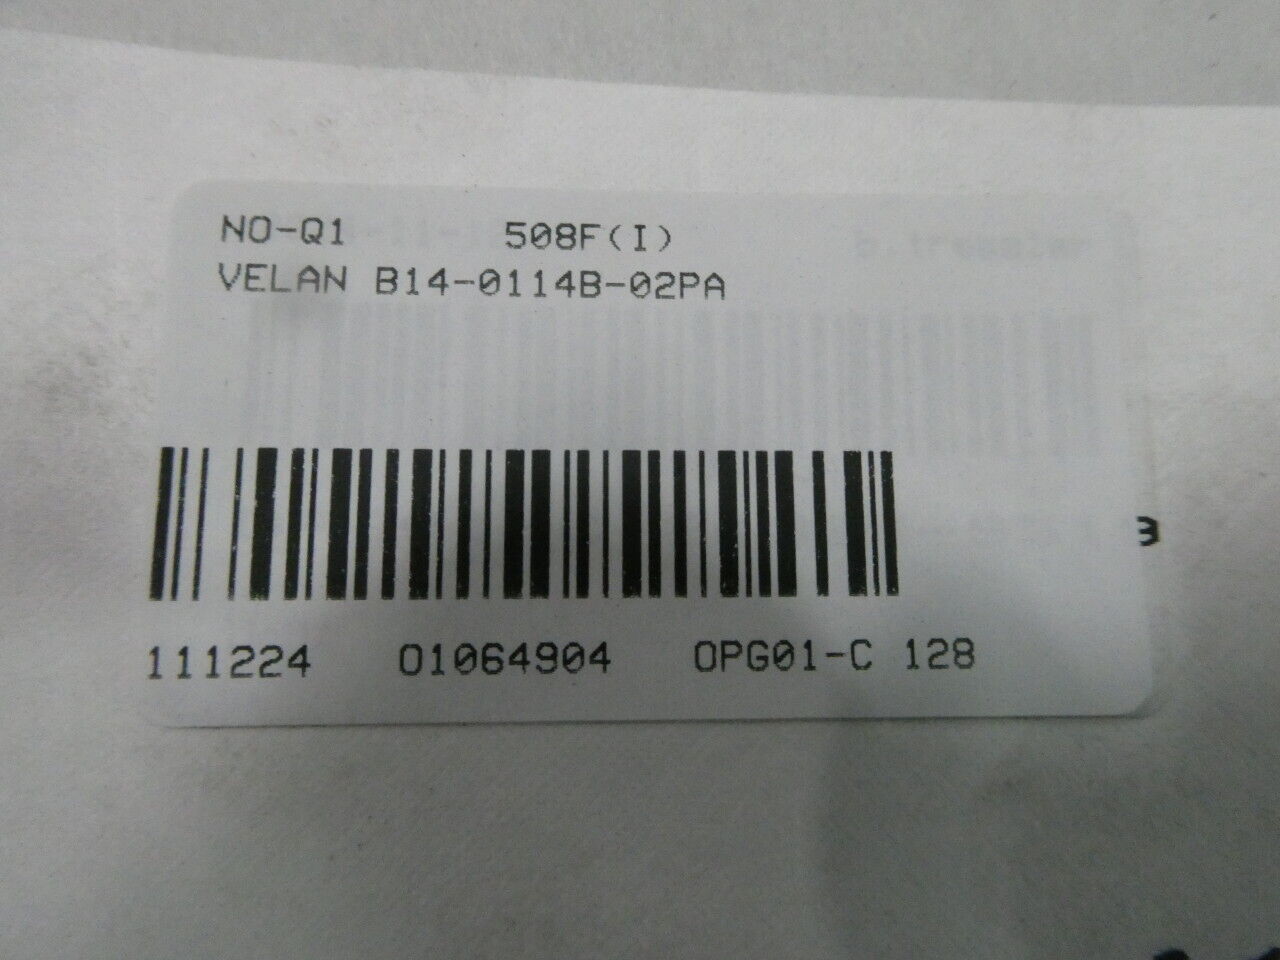 NO-Q1 508F(I)
VELAN B14-0114B-02PA
3
111224 01064904 OPG01-C 128